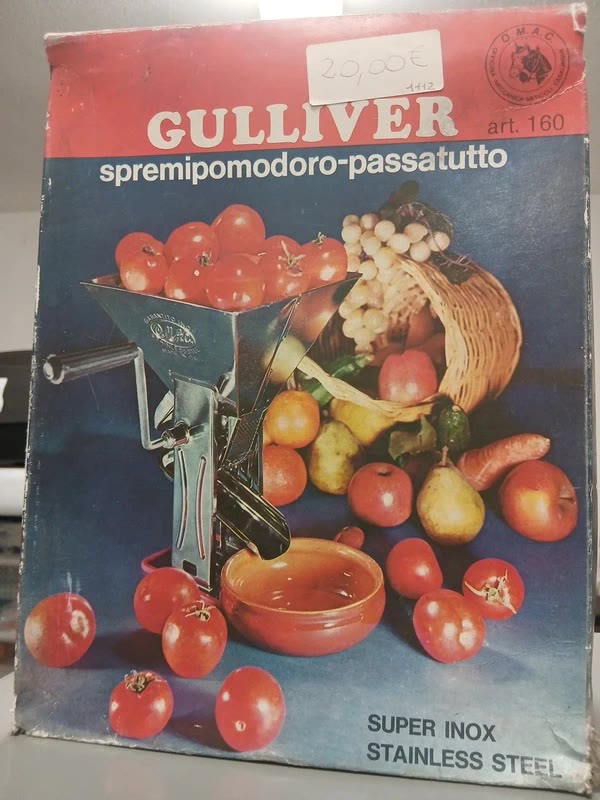 20,00€
1112
O.M.A.C.
GULLIVER
art. 160
spremipomodoro-passatutto
SUPER INOX
STAINLESS STEEL